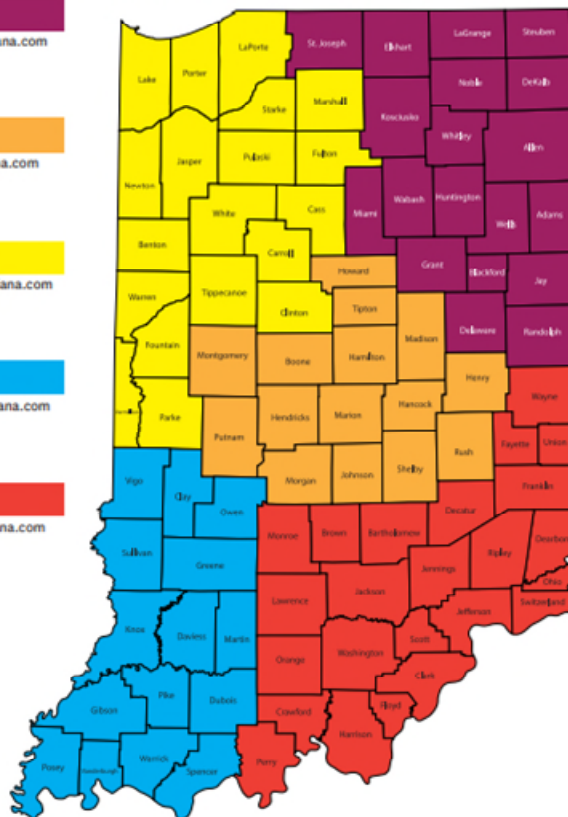 na.com
a.com
na.com
ana.com
na.com
LaPorte
St. Joseph
Elkhart
LaGrange
Steuben
Lake
Porter
Noble
DeKalb
Starke
Marshall
Kosciusko
Whitley
Allen
Newton
Jasper
Pulaski
Fulton
White
Cass
Miami
Wabash
Huntington
Wells
Adams
Benton
Carroll
Grant
Blackford
Jay
Warren
Tippecanoe
Howard
Clinton
Tipton
Madison
Delaware
Randolph
Fountain
Montgomery
Boone
Hamilton
Henry
Wayne
Parke
Putnam
Hendricks
Marion
Hancock
Rush
Fayette
Union
Vigo
Clay
Owen
Morgan
Johnson
Shelby
Franklin
Decatur
Sullivan
Greene
Monroe
Brown
Bartholomew
Jennings
Ripley
Dearborn
Ohio
Switzerland
Knox
Daviess
Martin
Lawrence
Jackson
Jefferson
Scott
Orange
Washington
Clark
Gibson
Pike
Dubois
Crawford
Floyd
Harrison
Posey
Vanderburgh
Warrick
Spencer
Perry